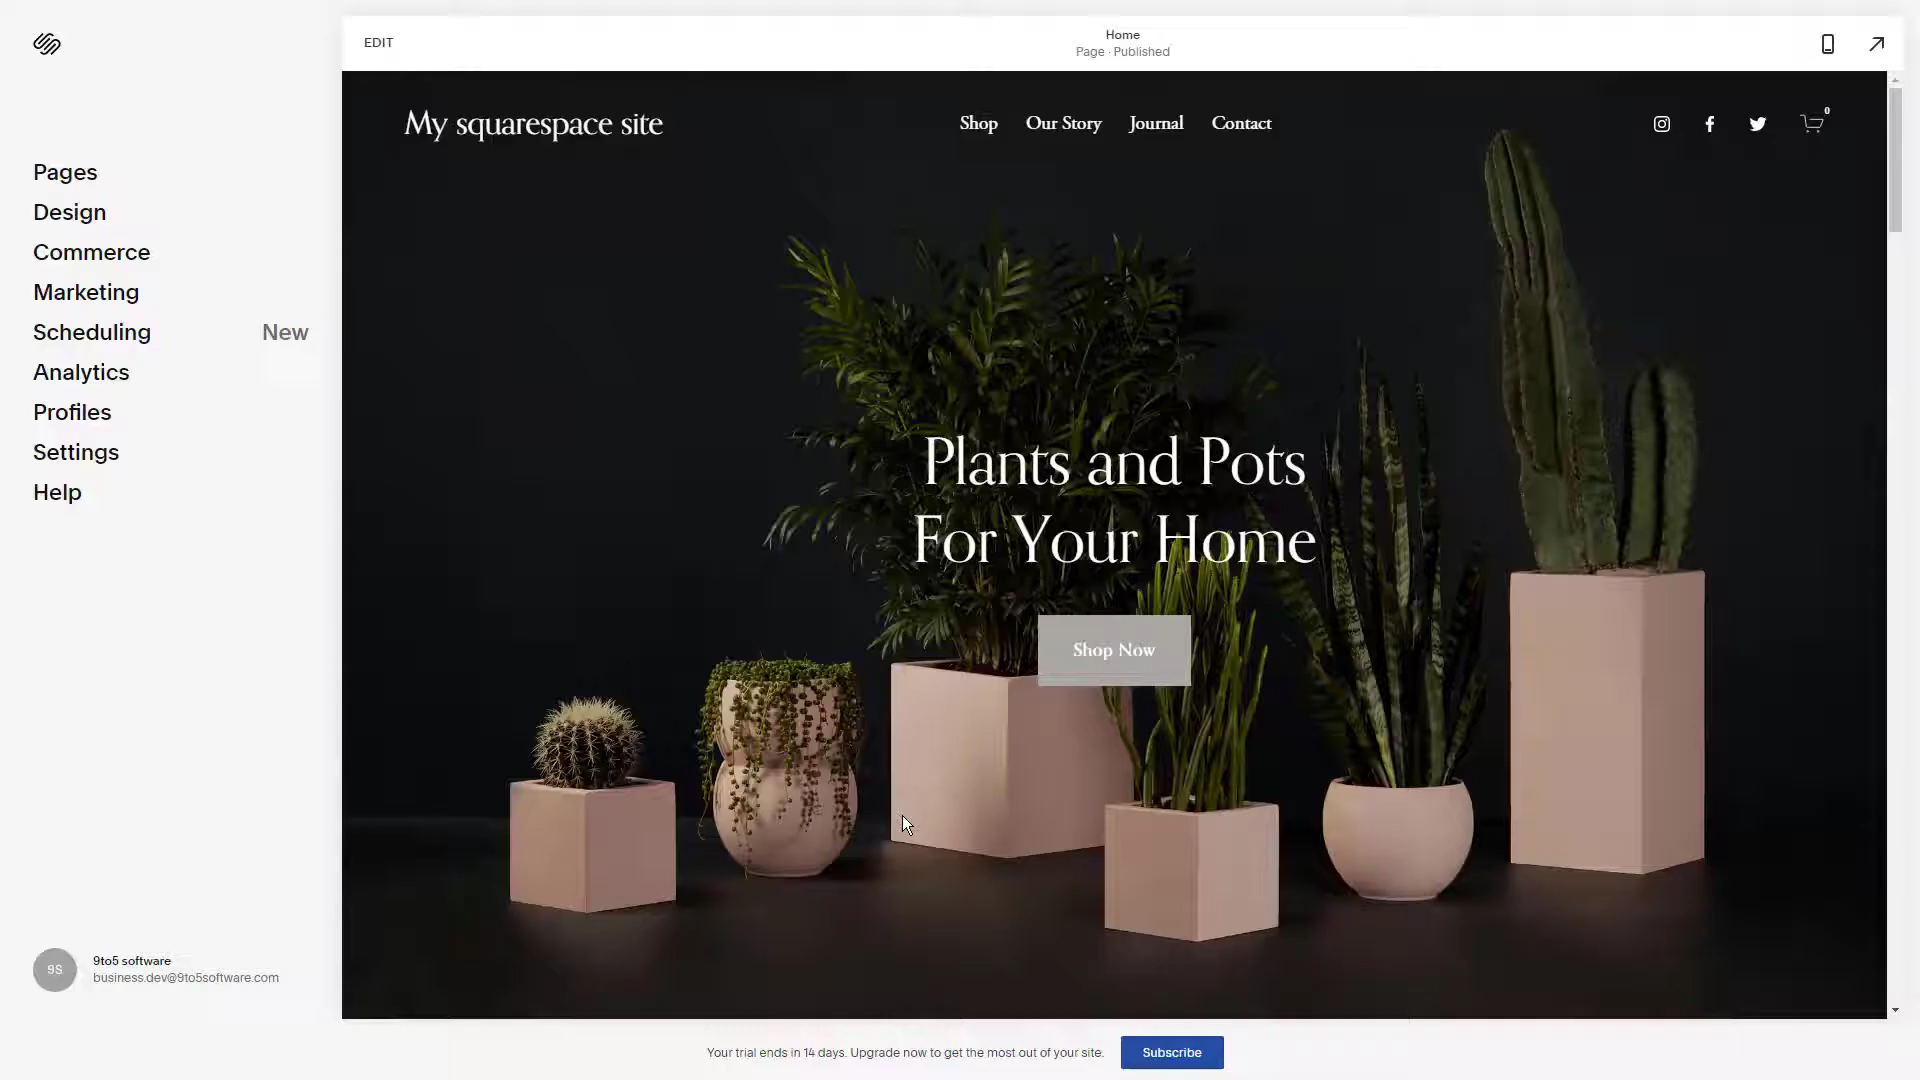 EDIT
Home
Page · Published
My squarespace site
Shop
Our Story
Journal
Contact
0
Pages
Design
Commerce
Marketing
Scheduling New
Analytics
Profiles
Settings
Help
Plants and Pots
For Your Home
Shop Now
9S
9to5 software
business.dev@9to5software.com
Your trial ends in 14 days. Upgrade now to get the most out of your site.
Subscribe